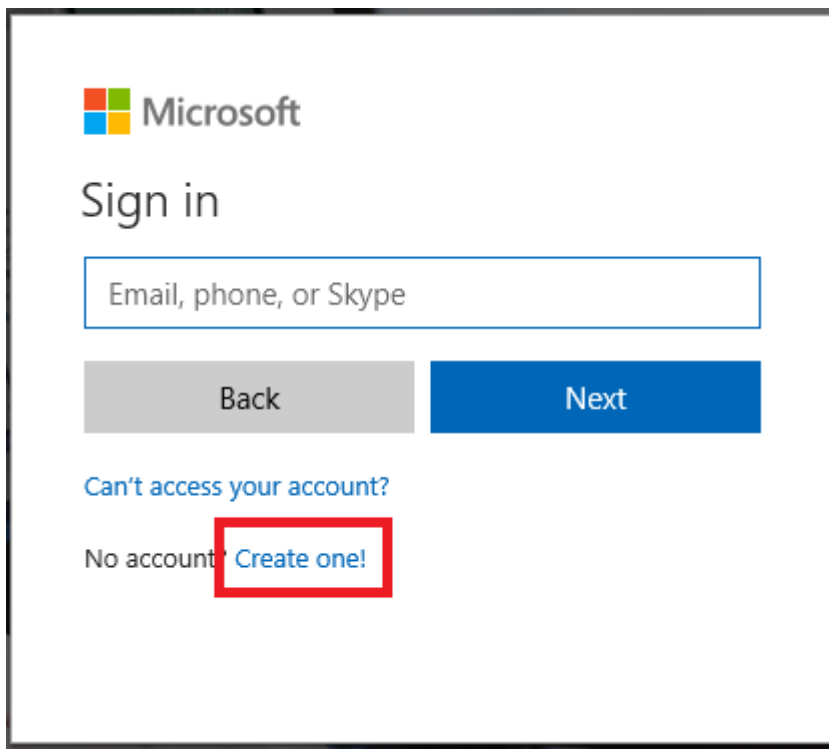 Microsoft
Sign in
Email, phone, or Skype
Back Next
Can't access your account?
No account? Create one!